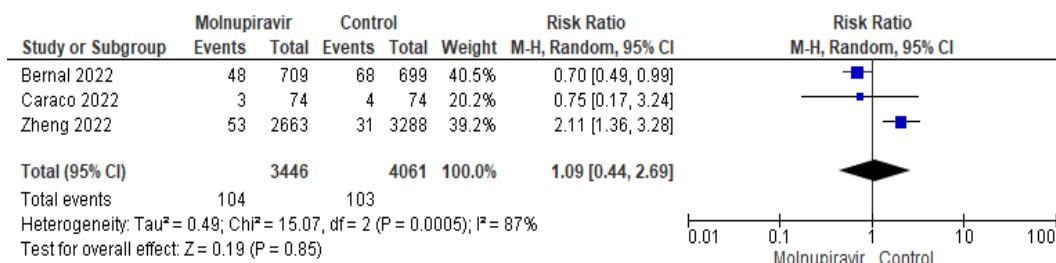 Molnupiravir Control Risk Ratio Risk Ratio
Study or Subgroup Events Total Events Total Weight M-H, Random, 95% CI M-H, Random, 95% CI
Bernal 2022 48 709 68 699 40.5% 0.70 [0.49, 0.99]
Caraco 2022 3 74 4 74 20.2% 0.75 [0.17, 3.24]
Zheng 2022 53 2663 31 3288 39.2% 2.11 [1.36, 3.28]
Total (95% CI) 3446 4061 100.0% 1.09 [0.44, 2.69]
Total events 104 103
Heterogeneity: Tau² = 0.49; Chi² = 15.07, df = 2 (P = 0.0005); I² = 87%
Test for overall effect: Z = 0.19 (P = 0.85)
0.01 0.1 1 10 100
Molnupiravir Control